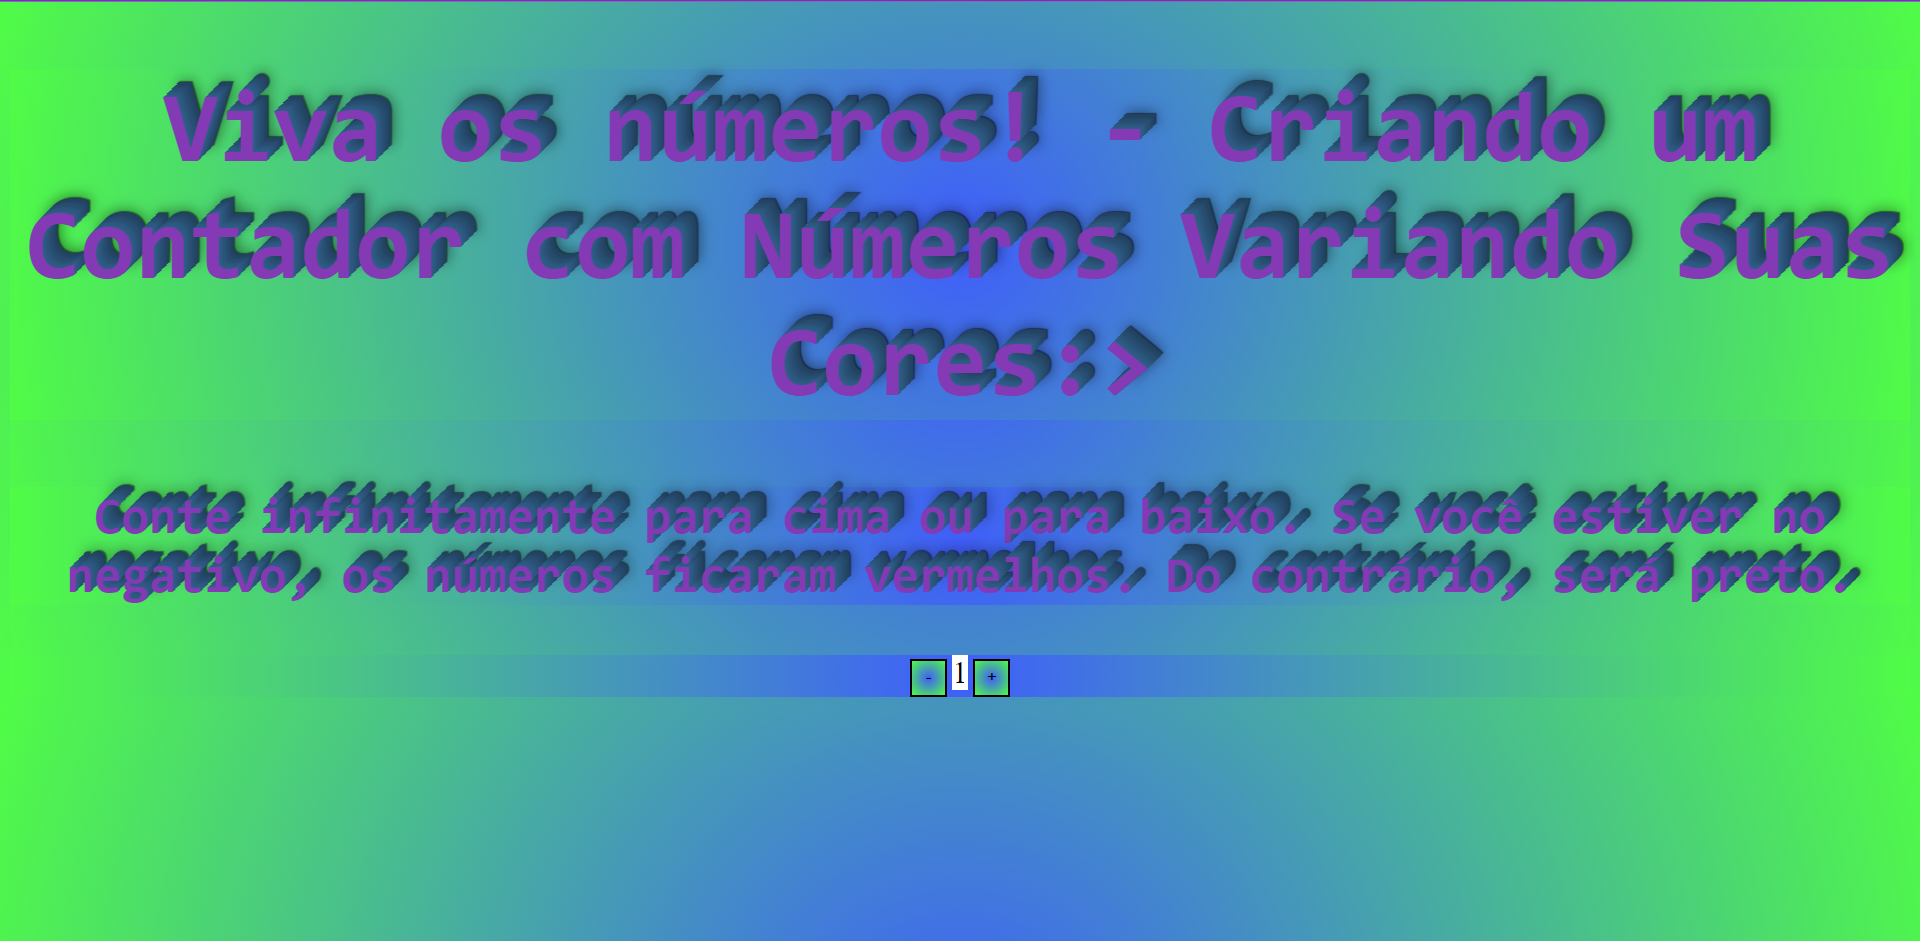 Viva os números! - Criando um
Contador com Números Variando Suas
Cores:>
Conte infinitamente para cima ou para baixo. Se você estiver no
negativo, os números ficaram vermelhos. Do contrário, será preto.
- 1 +